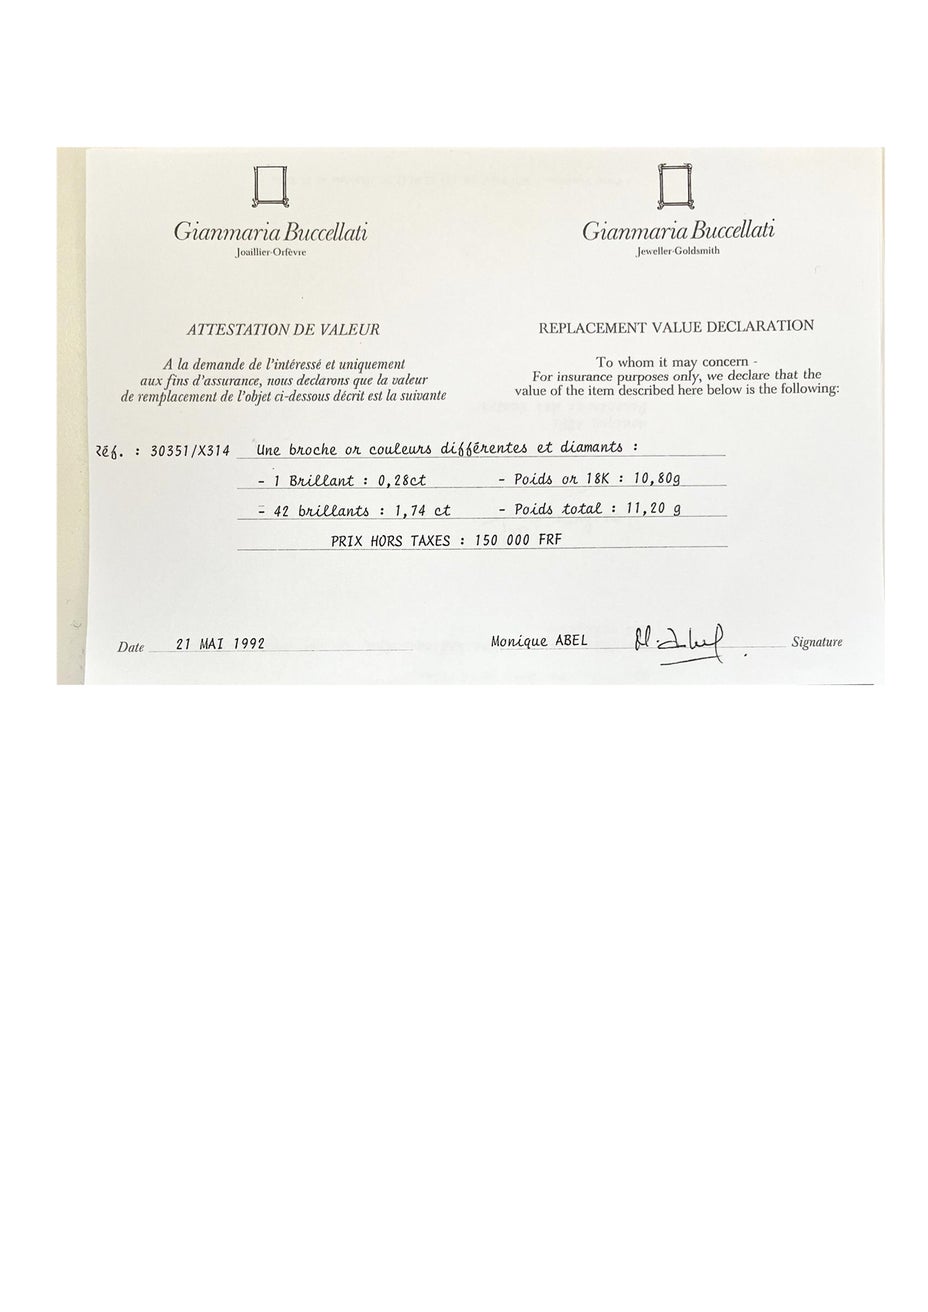 Gianmaria Buccellati
Joaillier-Orfèvre
ATTESTATION DE VALEUR
A la demande de l'intéressé et uniquement
aux fins d'assurance, nous declarons que la valeur
de remplacement de l'objet ci-dessous décrit est la suivante
Gianmaria Buccellati
Jeweller-Goldsmith
REPLACEMENT VALUE DECLARATION
To whom it may concern -
For insurance purposes only, we declare that the
value of the item described here below is the following:
Réf. : 30351/X314 Une broche or couleurs différentes et diamants :
- 1 Brillant : 0,28ct - Poids or 18K : 10,80g
- 42 brillants : 1,74 ct - Poids total : 11,20 g
PRIX HORS TAXES : 150 000 FRF
Date 21 MAI 1992 Monique ABEL M. Abel Signature